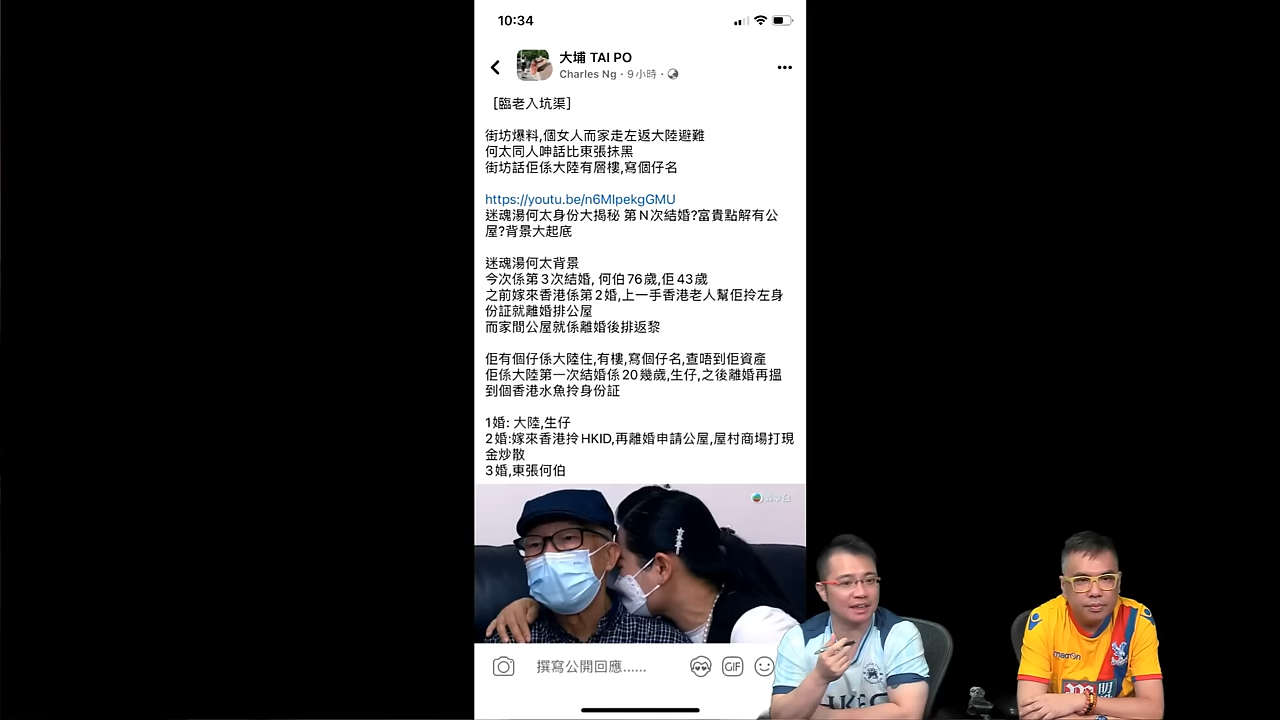 10:34
大埔 TAI PO
Charles Ng · 9小時 ·
［臨老入坑渠］
街坊爆料,個女人而家走左返大陸避難
何太同人呻話比東張抹黑
街坊話佢係大陸有層樓,寫個仔名
https://youtu.be/n6MlpekgGMU
迷魂湯何太身份大揭秘 第N次結婚?富貴點解有公
屋?背景大起底
迷魂湯何太背景
今次係第3次結婚, 何伯76歲,佢43歲
之前嫁來香港係第2婚,上一手香港老人幫佢拎左身
份証就離婚排公屋
而家間公屋就係離婚後排返黎
佢有個仔係大陸住,有樓,寫個仔名,查唔到佢資產
佢係大陸第一次結婚係20幾歲,生仔,之後離婚再搵
到個香港水魚拎身份証
1婚: 大陸,生仔
2婚:嫁來香港拎HKID,再離婚申請公屋,屋村商場打現
金炒散
3婚,東張何伯
撰寫公開回應......
GIF
macron